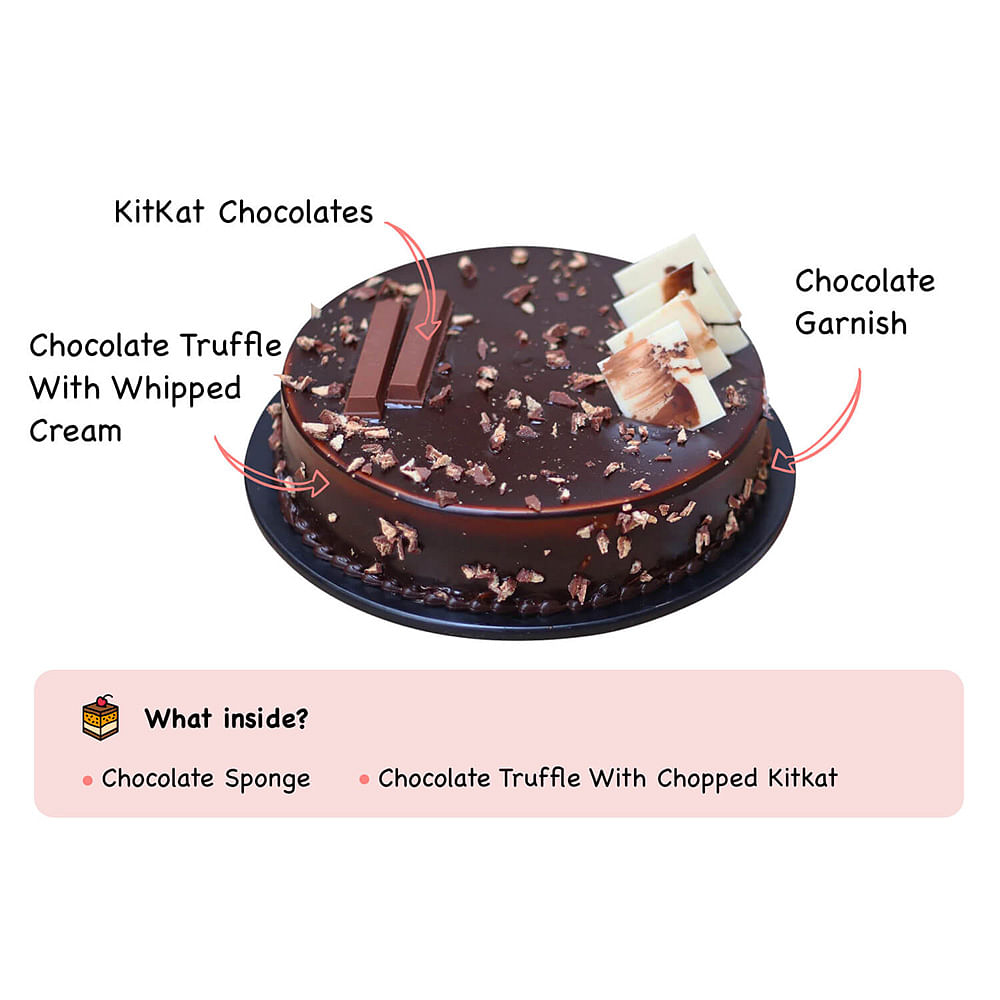 KitKat Chocolates
Chocolate
Garnish
Chocolate Truffle
With Whipped
Cream
What inside?
Chocolate Sponge
Chocolate Truffle With Chopped Kitkat